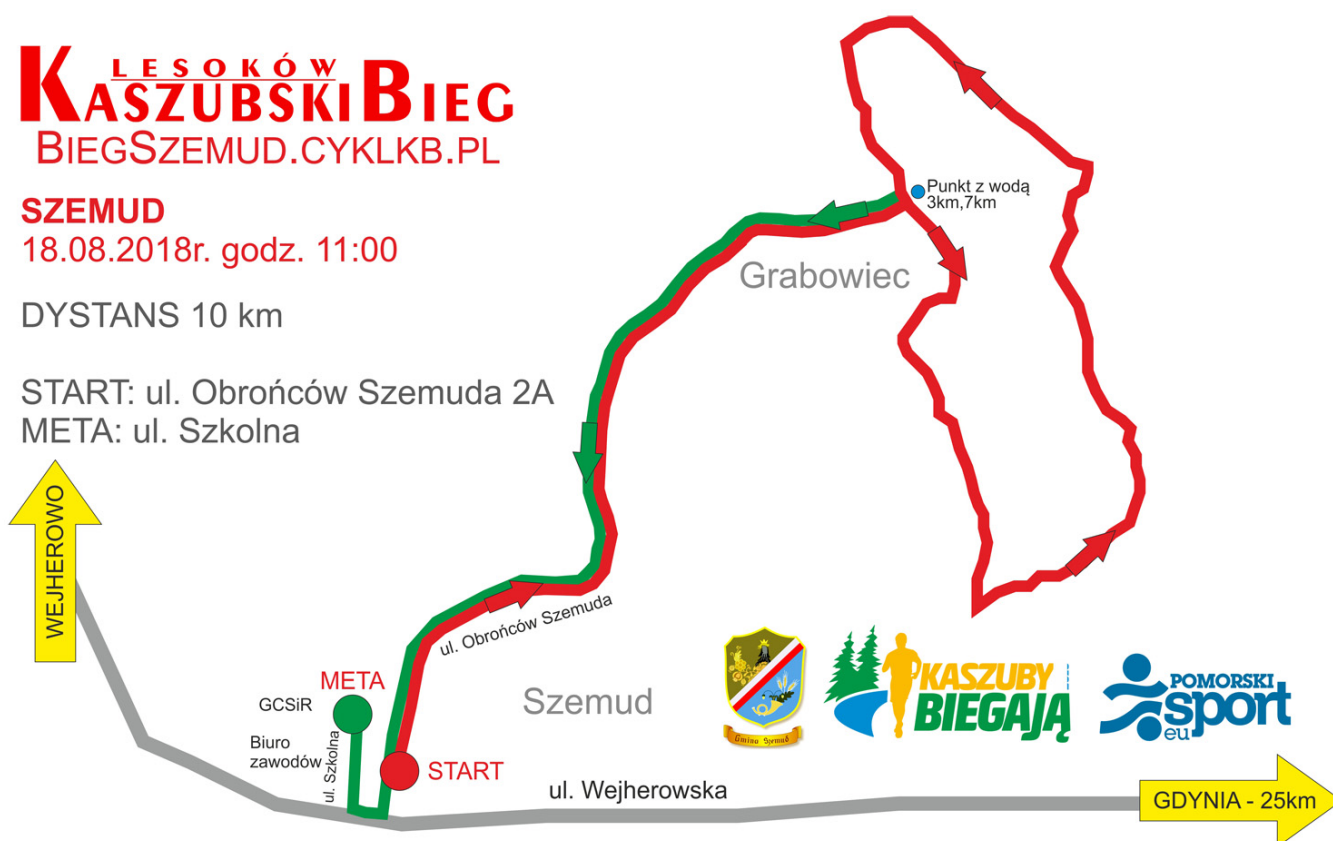 LESOKÓW
KASZUBSKI BIEG
BIEGSZEMUD.CYKLKB.PL
SZEMUD
18.08.2018r. godz. 11:00
DYSTANS 10 km
START: ul. Obrońców Szemuda 2A
META: ul. Szkolna
Punkt z wodą
3km,7km
Grabowiec
WEJHEROWO
ul. Obrońców Szemuda
META
GCSiR
Biuro
zawodów
ul. Szkolna
START
Szemud
ul. Wejherowska
Gmina Szemud
KASZUBY
BIEGAJĄ
POMORSKI
sport
eu
GDYNIA - 25km